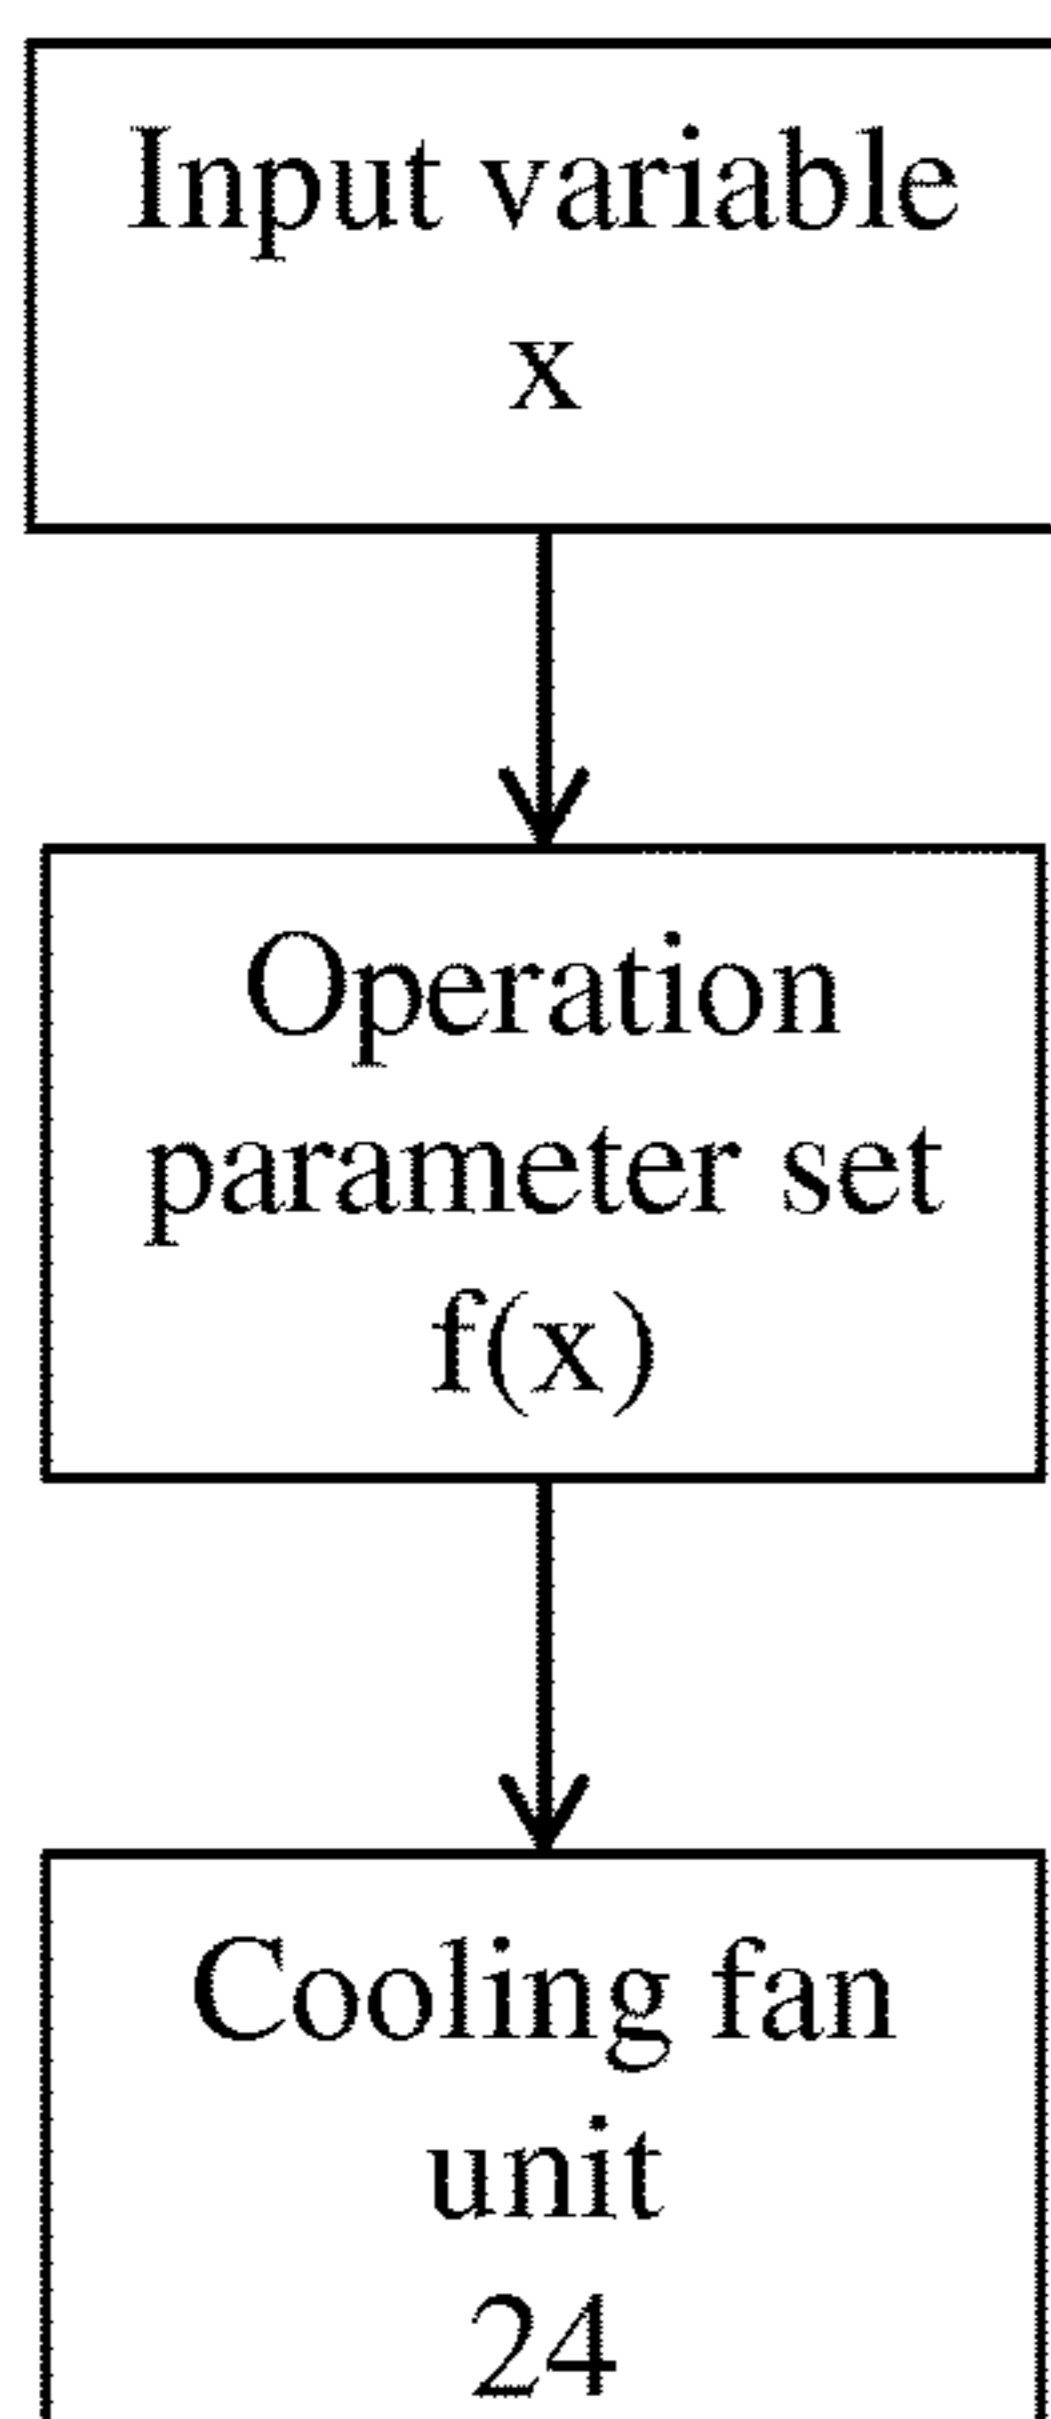 Input variable
x
Operation
parameter set
f(x)
Cooling fan
unit
24